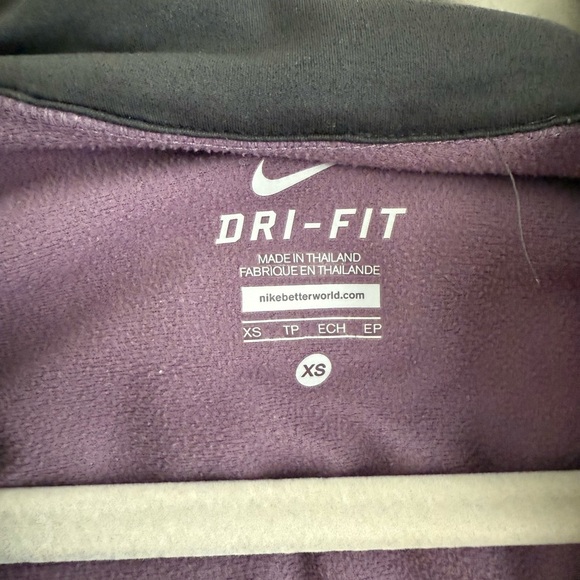 DRI-FIT
MADE IN THAILAND
FABRIQUE EN THAILANDE
nikebetterworld.com
XS TP ECH EP
XS